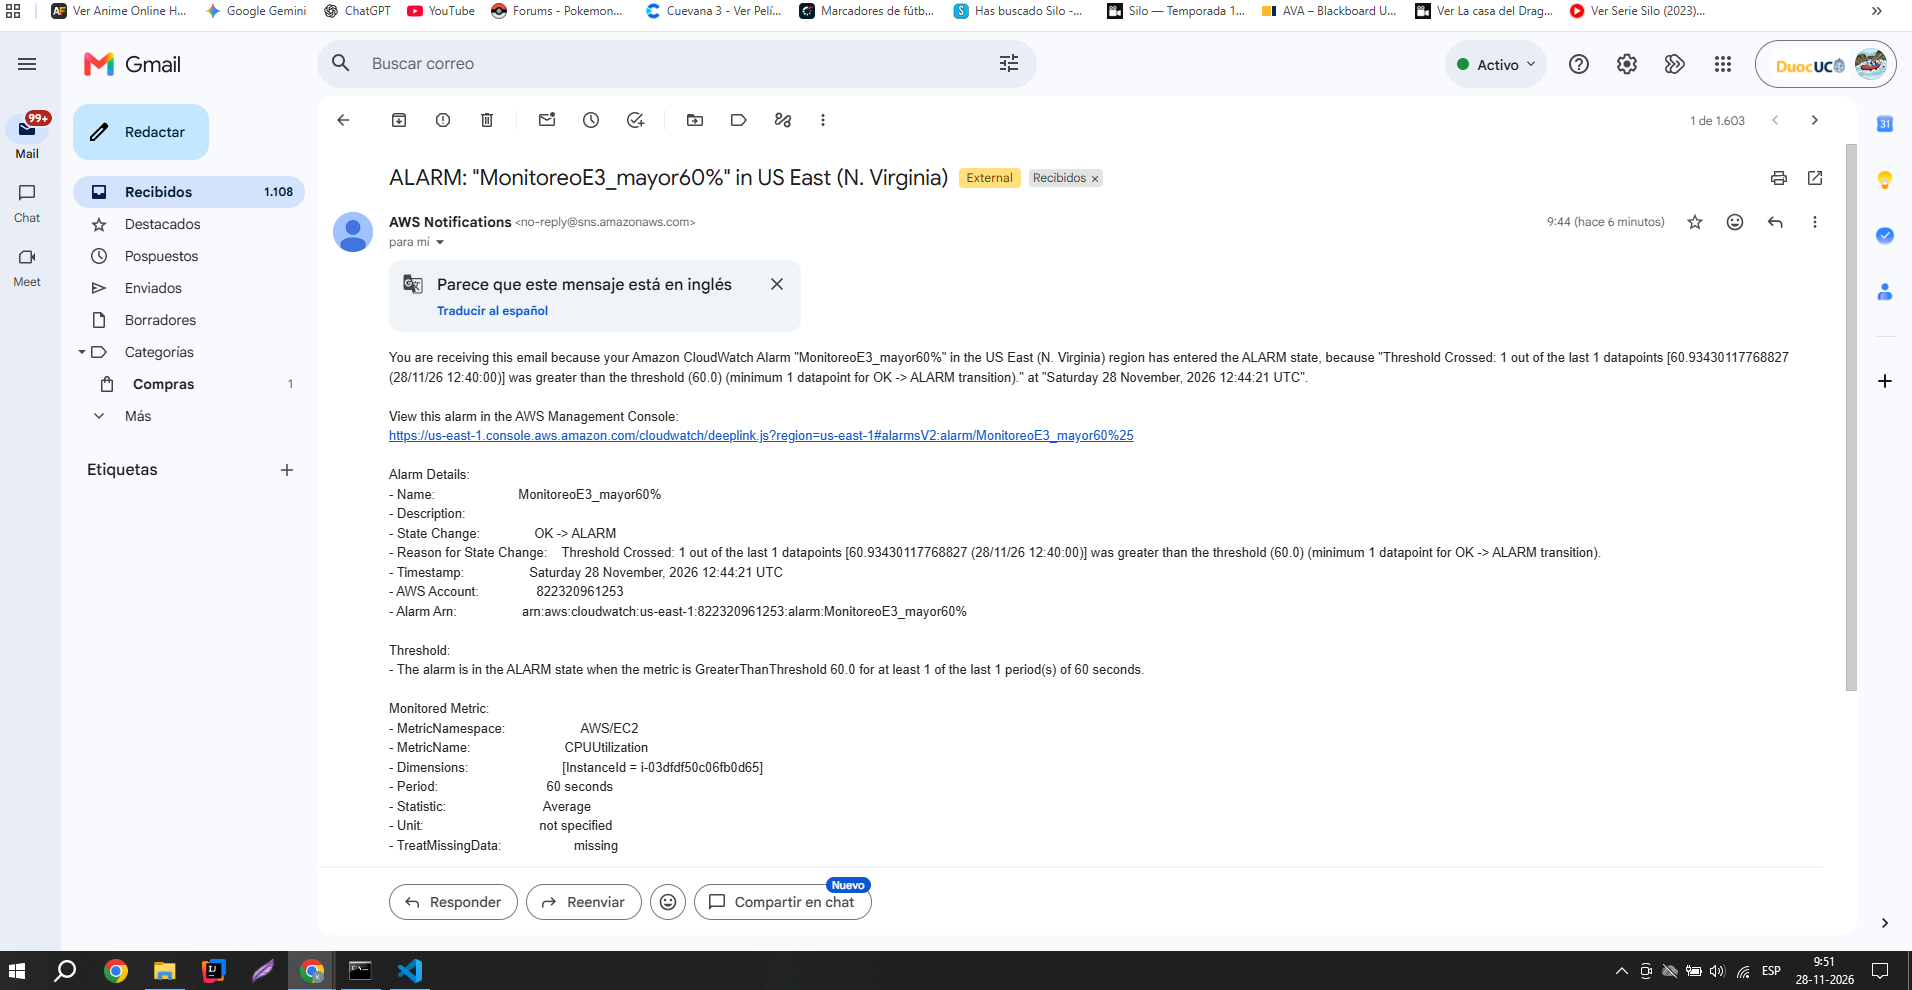 Ver Anime Online H...
Google Gemini
ChatGPT
YouTube
Forums - Pokemon...
Cuevana 3 - Ver Pelí...
Marcadores de fútb...
Has buscado Silo -...
Silo — Temporada 1...
AVA – Blackboard U...
Ver La casa del Drag...
Ver Serie Silo (2023)...
Gmail
Buscar correo
Activo
DuocUC
99+
Mail
Chat
Meet
Redactar
Recibidos 1.108
Destacados
Pospuestos
Enviados
Borradores
Categorías
Compras 1
Más
Etiquetas
1 de 1.603
ALARM: "MonitoreoE3_mayor60%" in US East (N. Virginia) External Recibidos ×
AWS Notifications <no-reply@sns.amazonaws.com> 9:44 (hace 6 minutos)
para mí
Parece que este mensaje está en inglés
Traducir al español
You are receiving this email because your Amazon CloudWatch Alarm "MonitoreoE3_mayor60%" in the US East (N. Virginia) region has entered the ALARM state, because "Threshold Crossed: 1 out of the last 1 datapoints [60.93430117768827
(28/11/26 12:40:00)] was greater than the threshold (60.0) (minimum 1 datapoint for OK -> ALARM transition)." at "Saturday 28 November, 2026 12:44:21 UTC".
View this alarm in the AWS Management Console:
https://us-east-1.console.aws.amazon.com/cloudwatch/deeplink.js?region=us-east-1#alarmsV2:alarm/MonitoreoE3_mayor60%25
Alarm Details:
- Name: MonitoreoE3_mayor60%
- Description:
- State Change: OK -> ALARM
- Reason for State Change: Threshold Crossed: 1 out of the last 1 datapoints [60.93430117768827 (28/11/26 12:40:00)] was greater than the threshold (60.0) (minimum 1 datapoint for OK -> ALARM transition).
- Timestamp: Saturday 28 November, 2026 12:44:21 UTC
- AWS Account: 822320961253
- Alarm Arn: arn:aws:cloudwatch:us-east-1:822320961253:alarm:MonitoreoE3_mayor60%
Threshold:
- The alarm is in the ALARM state when the metric is GreaterThanThreshold 60.0 for at least 1 of the last 1 period(s) of 60 seconds.
Monitored Metric:
- MetricNamespace: AWS/EC2
- MetricName: CPUUtilization
- Dimensions: [InstanceId = i-03dfdf50c06fb0d65]
- Period: 60 seconds
- Statistic: Average
- Unit: not specified
- TreatMissingData: missing
Responder
Reenviar
Compartir en chat
Nuevo
31
ESP
9:51
28-11-2026